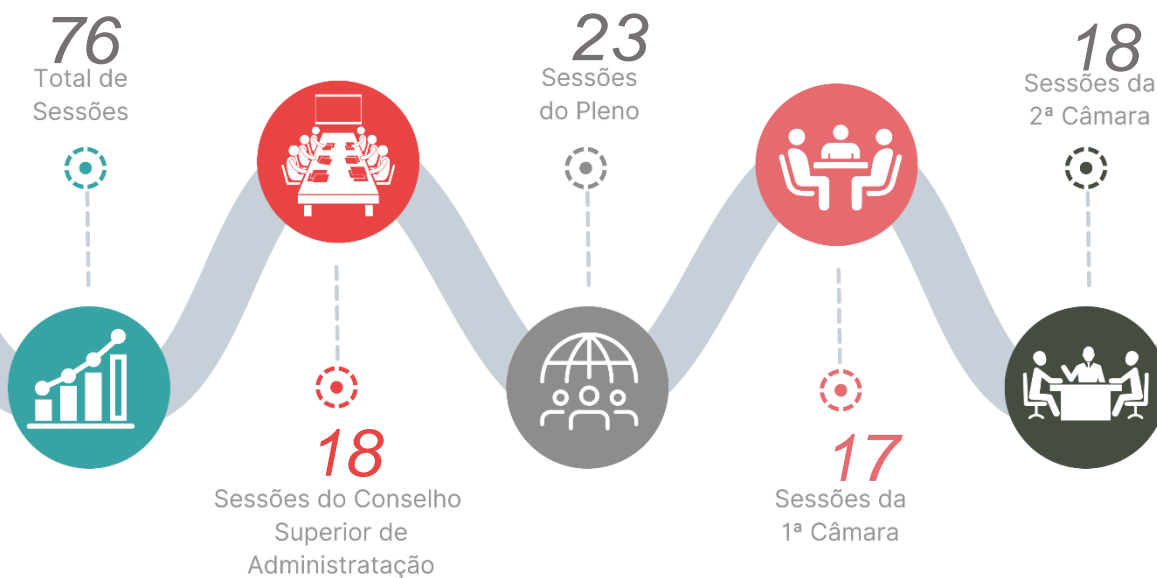 76
Total de
Sessões
18
Sessões do Conselho
Superior de
Administratação
23
Sessões
do Pleno
17
Sessões da
1ª Câmara
18
Sessões da
2ª Câmara